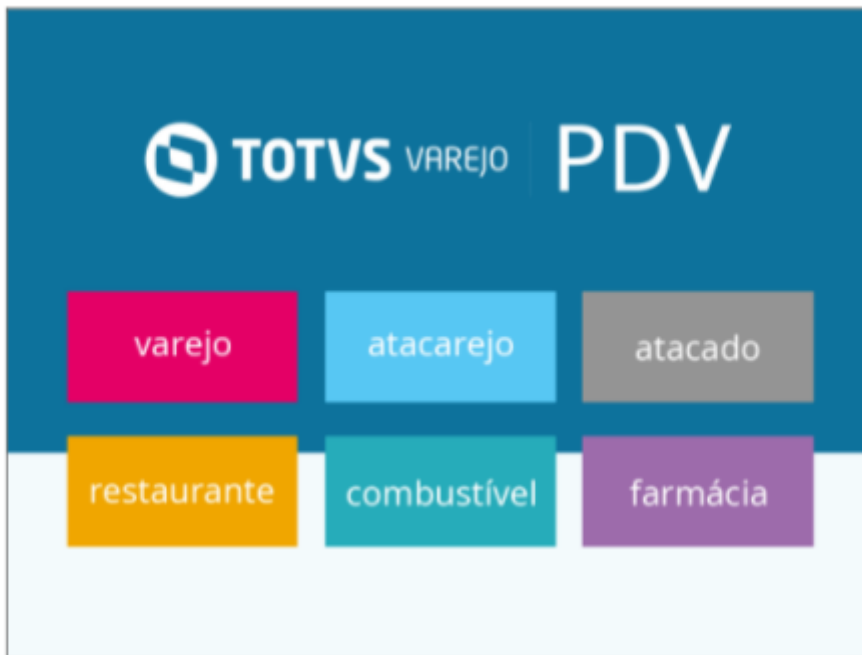 TOTVS VAREJO PDV
varejo atacarejo atacado
restaurante combustível farmácia